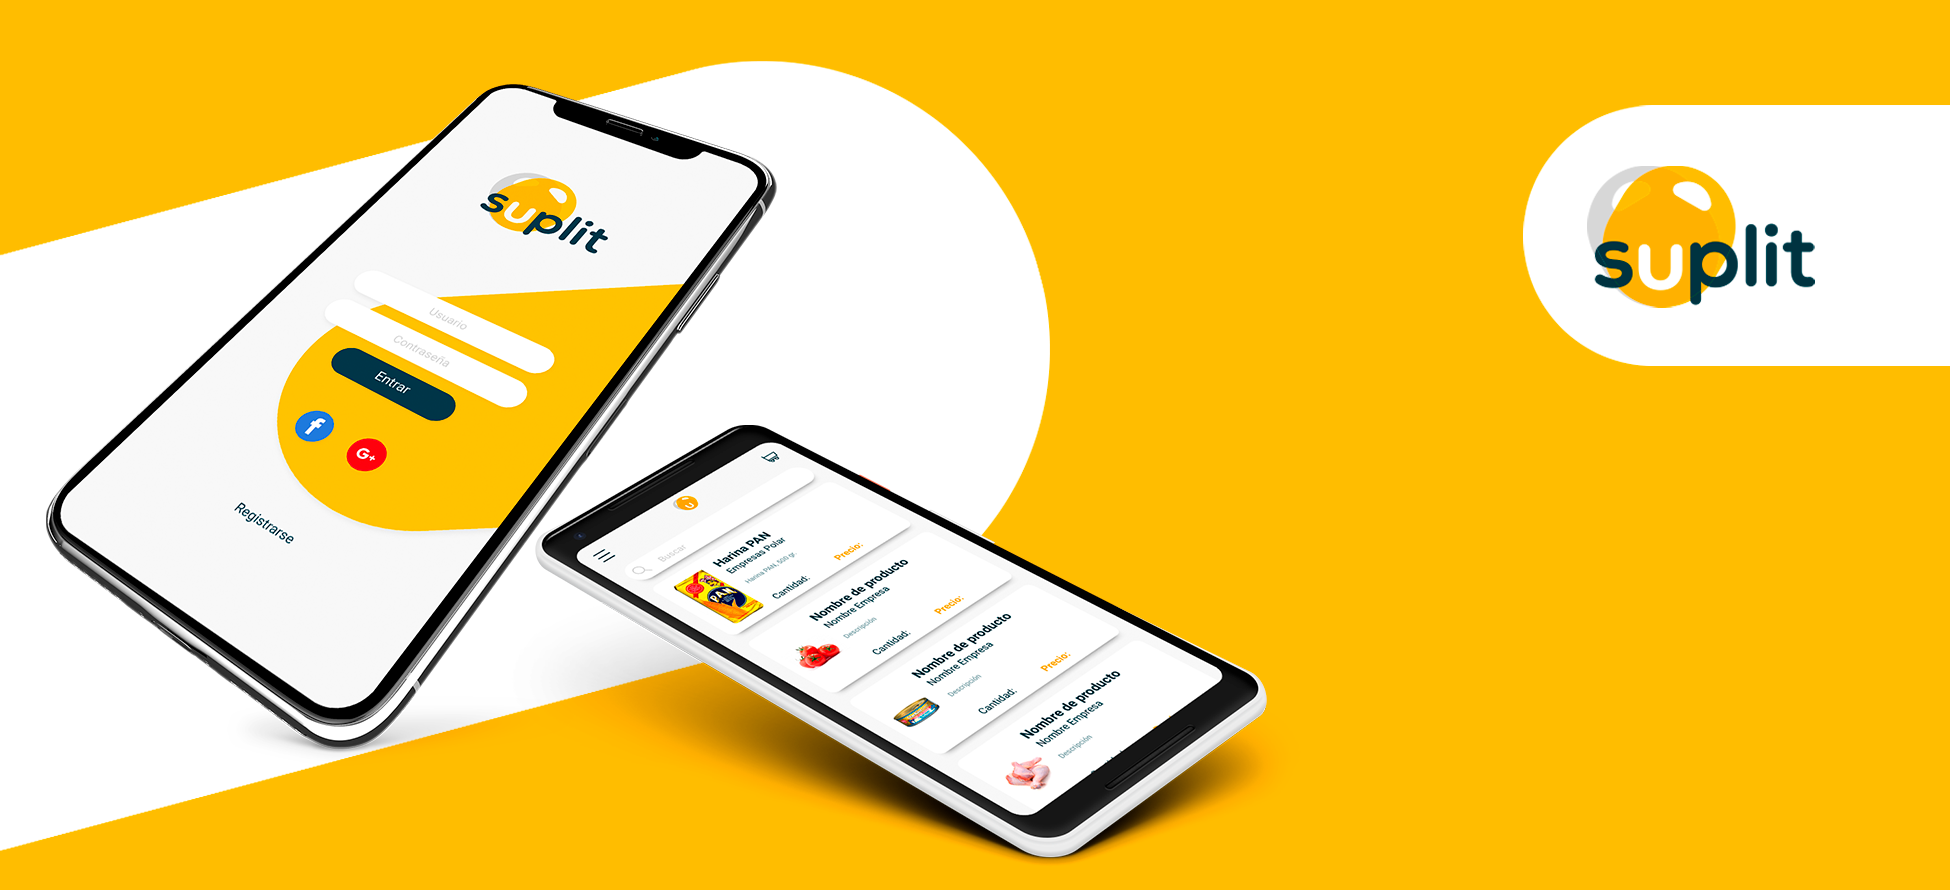 suplit
Usuario
Contraseña
Entrar
f
G+
Registrarse
u
Buscar
Harina PAN
Empresas Polar
Harina PAN, 500 gr.
Cantidad:
Precio:
PAN
Nombre de producto
Nombre Empresa
Descripción
Cantidad:
Precio:
Nombre de producto
Nombre Empresa
Descripción
Cantidad:
Precio:
Nombre de producto
Nombre Empresa
Descripción
suplit